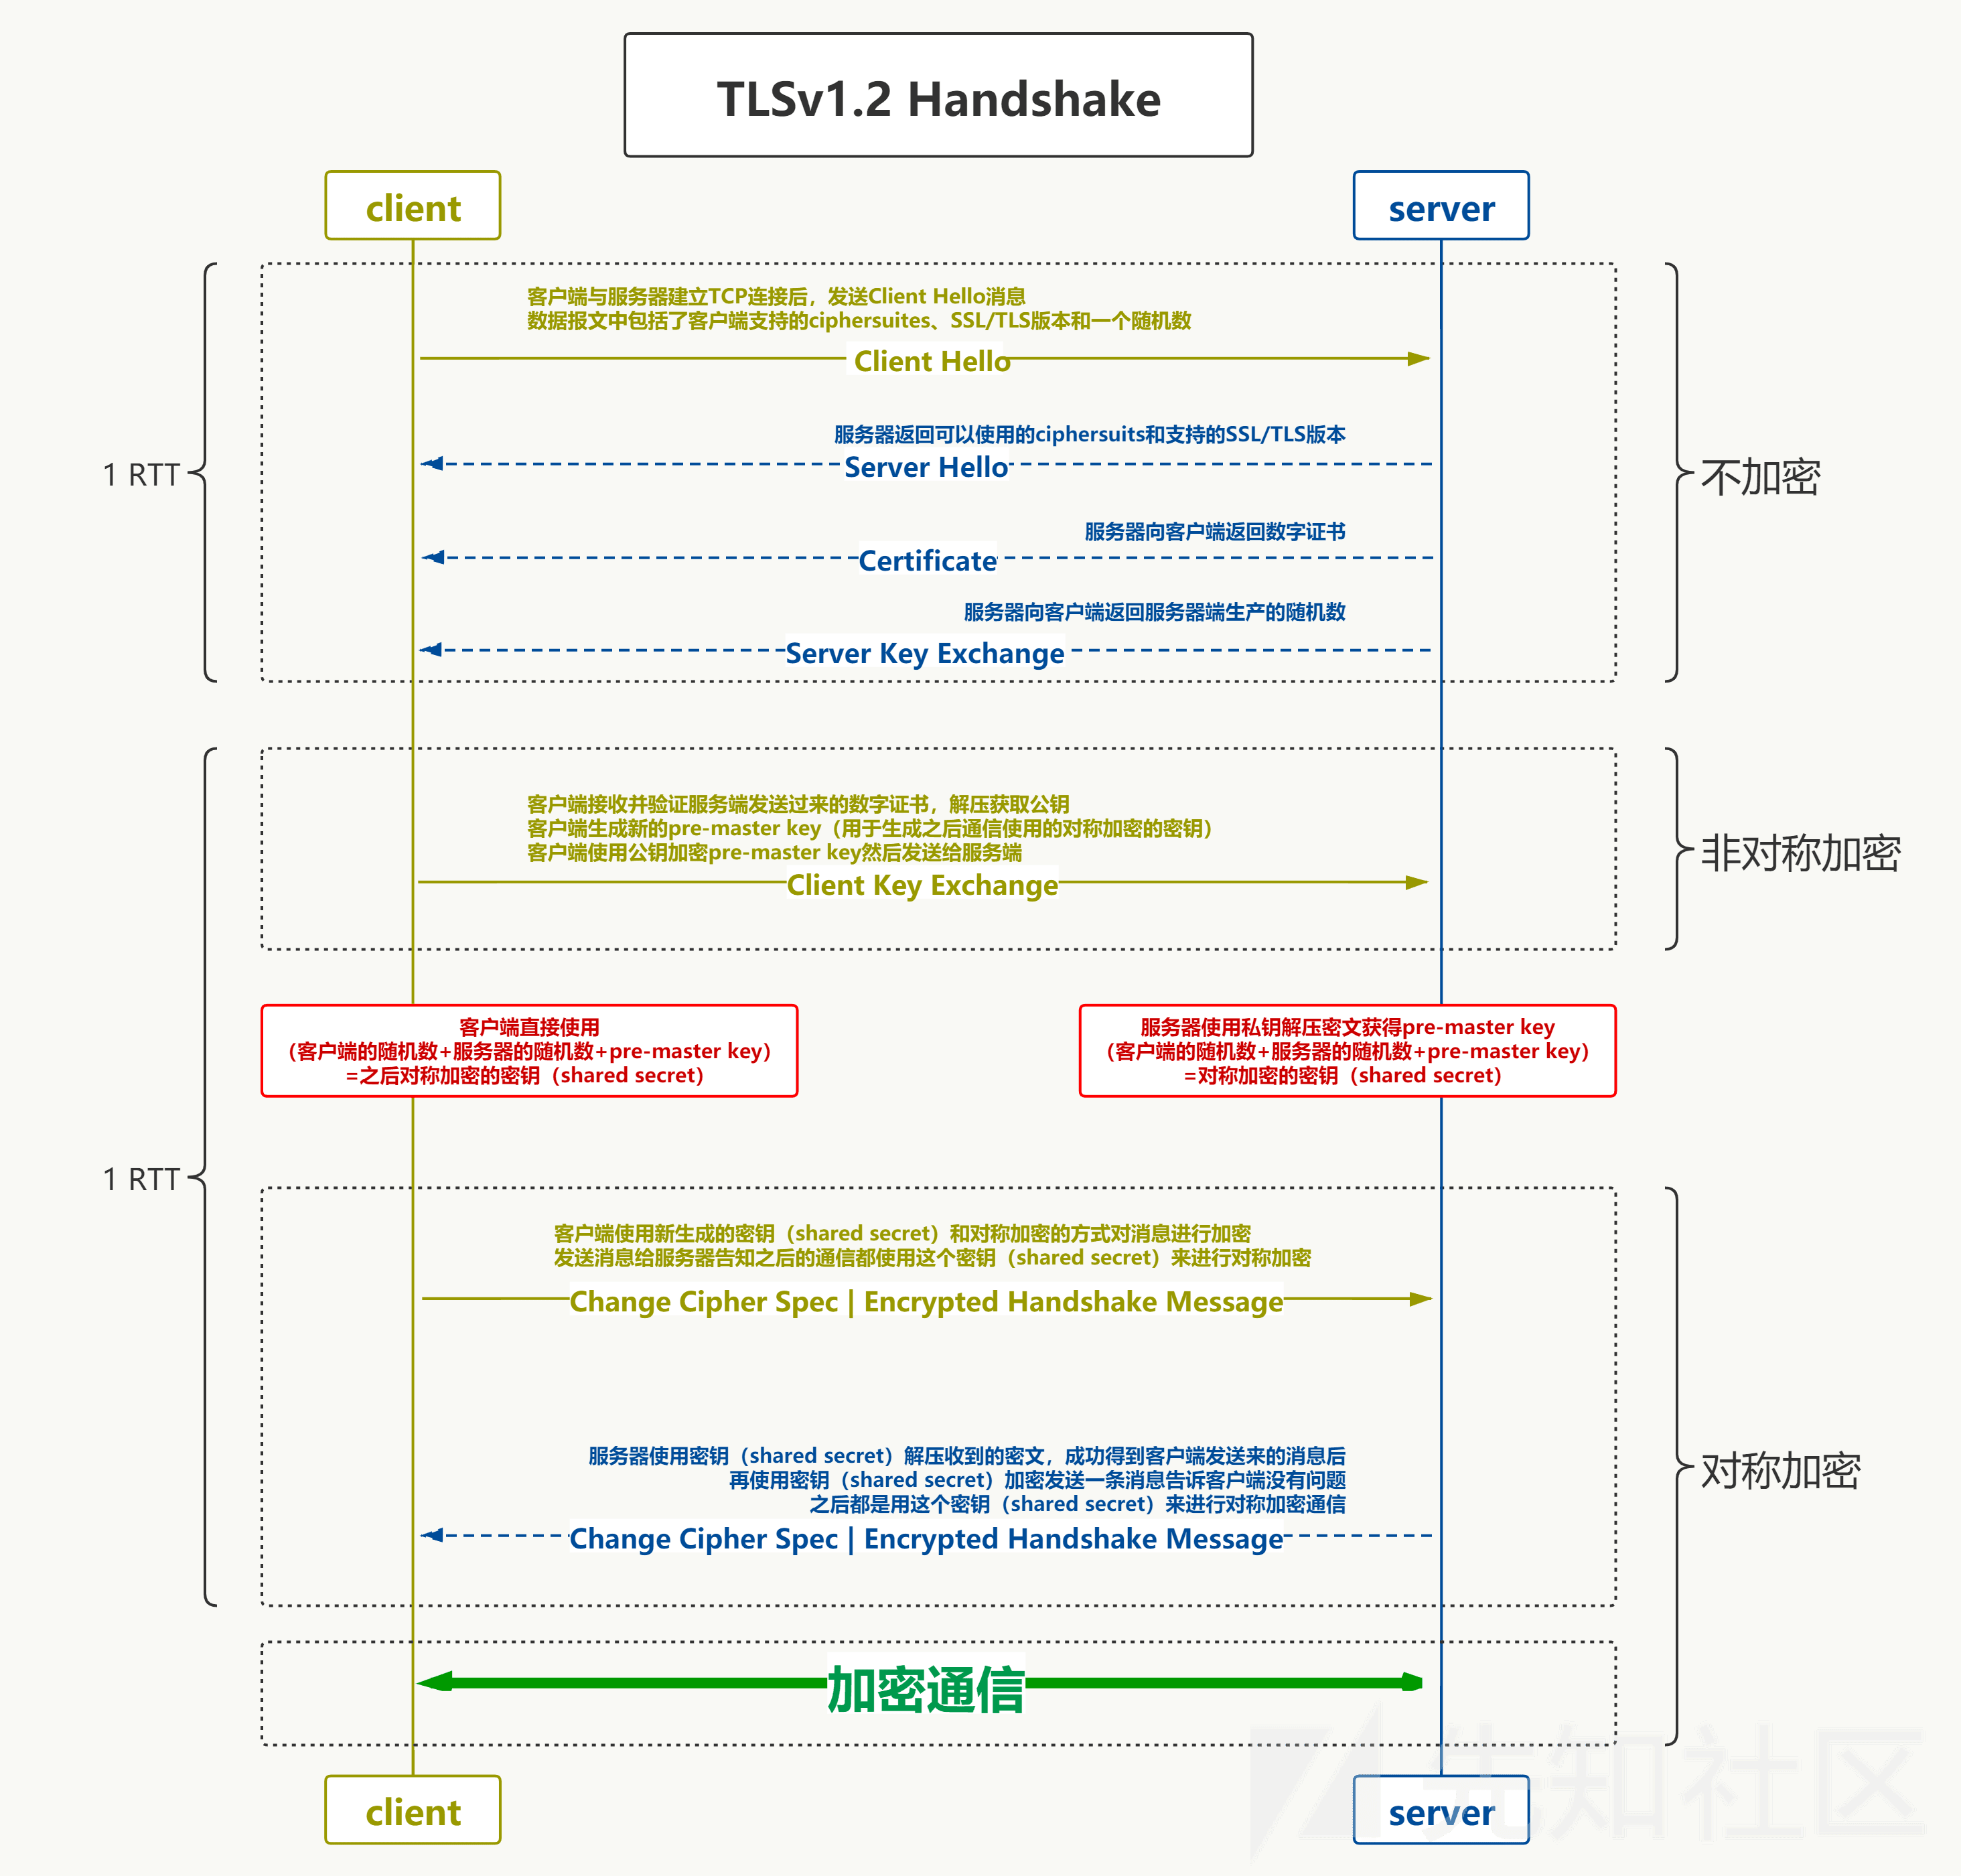 TLSv1.2 Handshake
client
server
客户端与服务器建立TCP连接后，发送Client Hello消息
数据报文中包括了客户端支持的ciphersuites、SSL/TLS版本和一个随机数
Client Hello
服务器返回可以使用的ciphersuits和支持的SSL/TLS版本
Server Hello
1 RTT
不加密
服务器向客户端返回数字证书
Certificate
服务器向客户端返回服务器端生产的随机数
Server Key Exchange
客户端接收并验证服务端发送过来的数字证书，解压获取公钥
客户端生成新的pre-master key（用于生成之后通信使用的对称加密的密钥）
客户端使用公钥加密pre-master key然后发送给服务端
Client Key Exchange
非对称加密
客户端直接使用
（客户端的随机数+服务器的随机数+pre-master key）
=之后对称加密的密钥（shared secret）
服务器使用私钥解压密文获得pre-master key
（客户端的随机数+服务器的随机数+pre-master key）
=对称加密的密钥（shared secret）
1 RTT
客户端使用新生成的密钥（shared secret）和对称加密的方式对消息进行加密
发送消息给服务器告知之后的通信都使用这个密钥（shared secret）来进行对称加密
Change Cipher Spec | Encrypted Handshake Message
服务器使用密钥（shared secret）解压收到的密文，成功得到客户端发送来的消息后
再使用密钥（shared secret）加密发送一条消息告诉客户端没有问题
之后都是用这个密钥（shared secret）来进行对称加密通信
Change Cipher Spec | Encrypted Handshake Message
对称加密
加密通信
client
server
先知社区